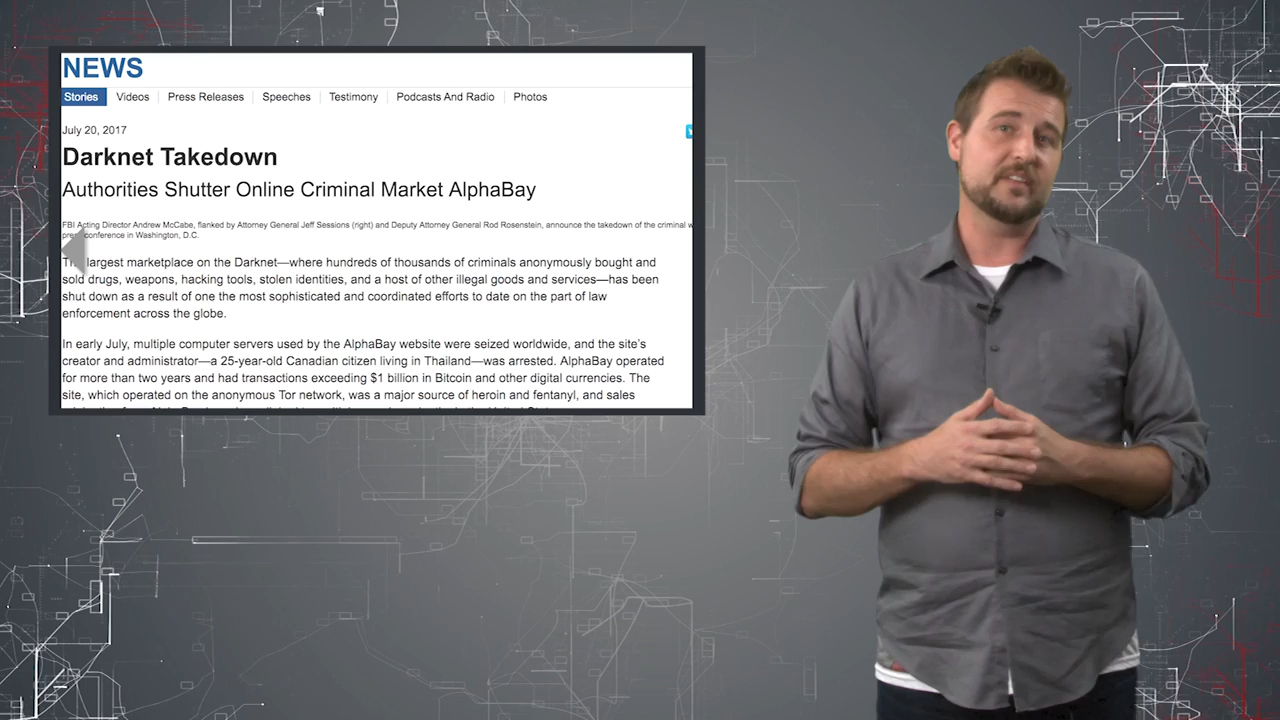 NEWS
Stories Videos Press Releases Speeches Testimony Podcasts And Radio Photos
July 20, 2017
Darknet Takedown
Authorities Shutter Online Criminal Market AlphaBay
FBI Acting Director Andrew McCabe, flanked by Attorney General Jeff Sessions (right) and Deputy Attorney General Rod Rosenstein, announce the takedown of the criminal
conference in Washington, D.C.
largest marketplace on the Darknet—where hundreds of thousands of criminals anonymously bought and
sold drugs, weapons, hacking tools, stolen identities, and a host of other illegal goods and services—has been
shut down as a result of one the most sophisticated and coordinated efforts to date on the part of law
enforcement across the globe.
In early July, multiple computer servers used by the AlphaBay website were seized worldwide, and the site's
creator and administrator—a 25-year-old Canadian citizen living in Thailand—was arrested. AlphaBay operated
for more than two years and had transactions exceeding $1 billion in Bitcoin and other digital currencies. The
site, which operated on the anonymous Tor network, was a major source of heroin and fentanyl, and sales